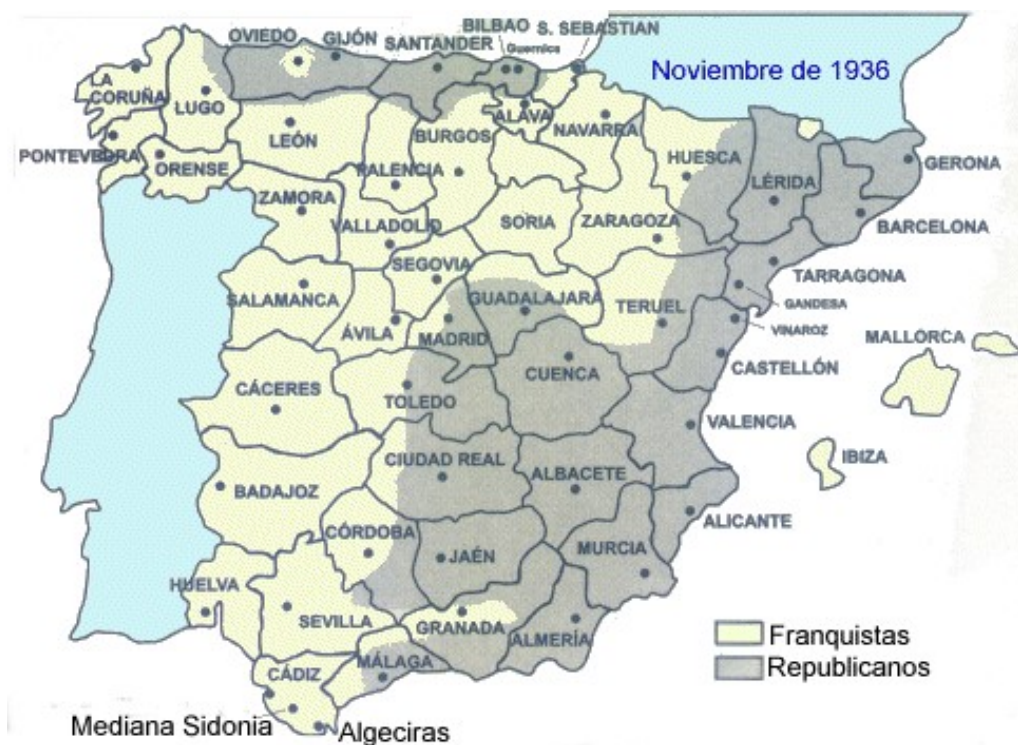 BILBAO S. SEBASTIAN
OVIEDO GIJÓN SANTANDER Guernica
Noviembre de 1936
LA
CORUÑA
LUGO
LEÓN
BURGOS
ALAVA
NAVARRA
HUESCA
PONTEVEDRA
ORENSE
PALENCIA
LÉRIDA
GERONA
ZAMORA
VALLADOLID
SORIA
ZARAGOZA
BARCELONA
SEGOVIA
TARRAGONA
SALAMANCA
GUADALAJARA
TERUEL
GANDESA
ÁVILA
MADRID
VINAROZ
MALLORCA
CASTELLÓN
CÁCERES
TOLEDO
CUENCA
VALENCIA
CIUDAD REAL
IBIZA
BADAJOZ
ALBACETE
ALICANTE
CÓRDOBA
JAÉN
MURCIA
HUELVA
SEVILLA
GRANADA
ALMERÍA
Franquistas
CÁDIZ
MÁLAGA
Republicanos
Mediana Sidonia
Algeciras